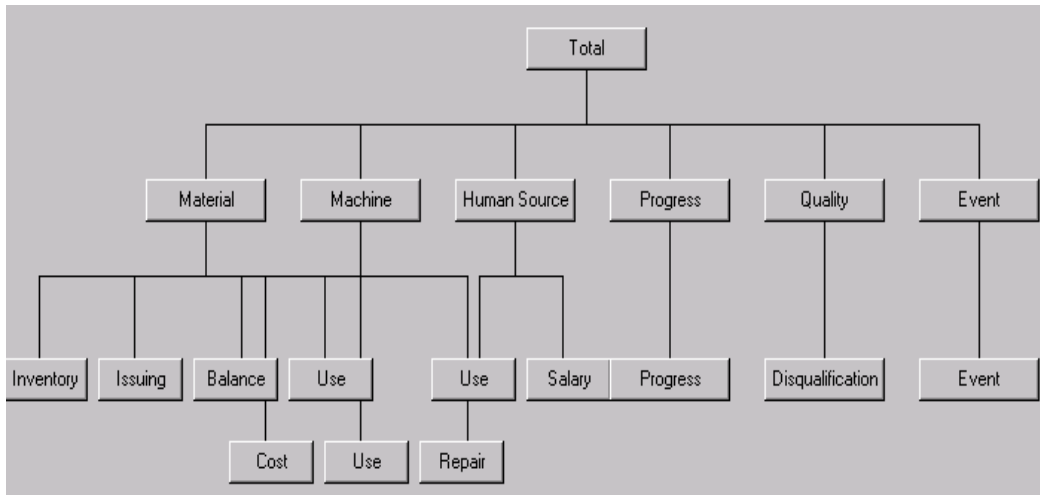 Total
Material Machine Human Source Progress Quality Event
Inventory Issuing Balance Use Use Salary Progress Disqualification Event
Cost Use Repair